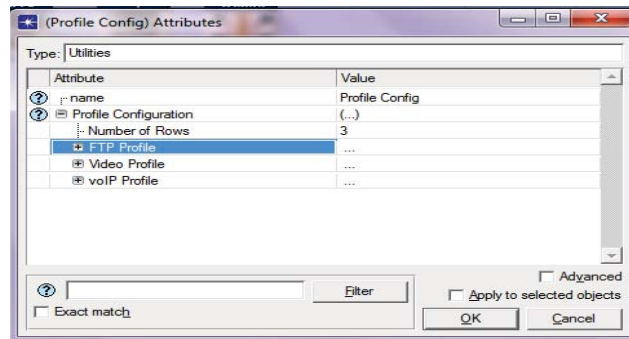 (Profile Config) Attributes
Type: Utilities
Attribute Value
name Profile Config
Profile Configuration (...)
Number of Rows 3
FTP Profile ...
Video Profile ...
voIP Profile ...
Advanced
Filter
Apply to selected objects
Exact match
OK Cancel